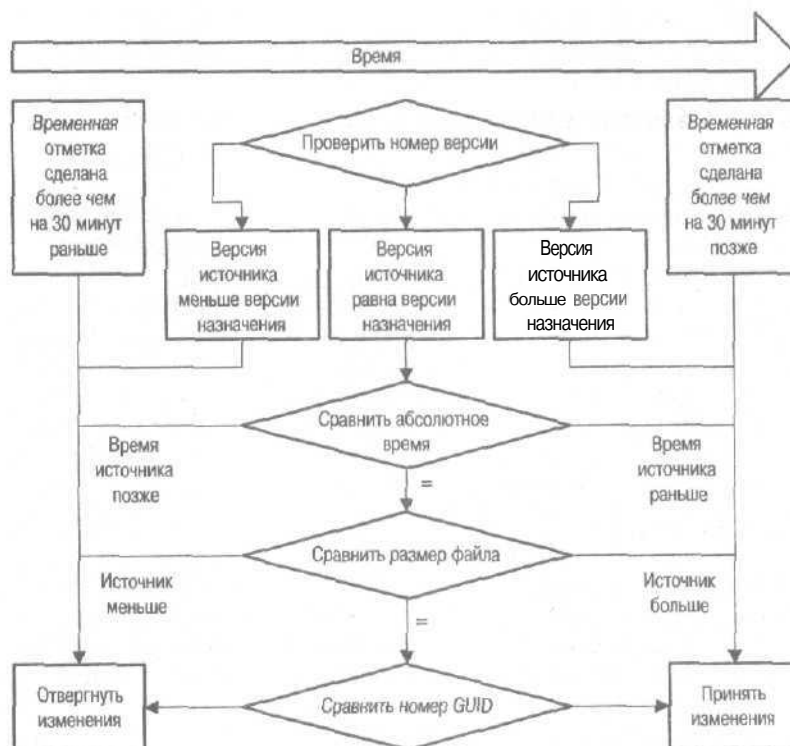 Время
Временная
отметка
сделана
более чем
на 30 минут
раньше
Проверить номер версии
Временная
отметка
сделана
более чем
на 30 минут
позже
Версия
источника
меньше версии
назначения
Версия
источника
равна версии
назначения
Версия
источника
больше версии
назначения
Сравнить абсолютное
время
Время
источника
позже
Время
источника
раньше
=
Сравнить размер файла
Источник
меньше
Источник
больше
=
Отвергнуть
изменения
Сравнить номер GUID
Принять
изменения